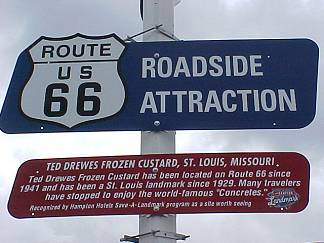 ROUTE
US
66
ROADSIDE
ATTRACTION
TED DREWES FROZEN CUSTARD, ST. LOUIS, MISSOURI
Ted Drewes Frozen Custard has been located on Route 66 since
1941 and has been a St. Louis landmark since 1929. Many travelers
have stopped to enjoy the world-famous "Concretes."
Recognized by Hampton Hotels Save-A-Landmark program as a site worth seeing
Landmark